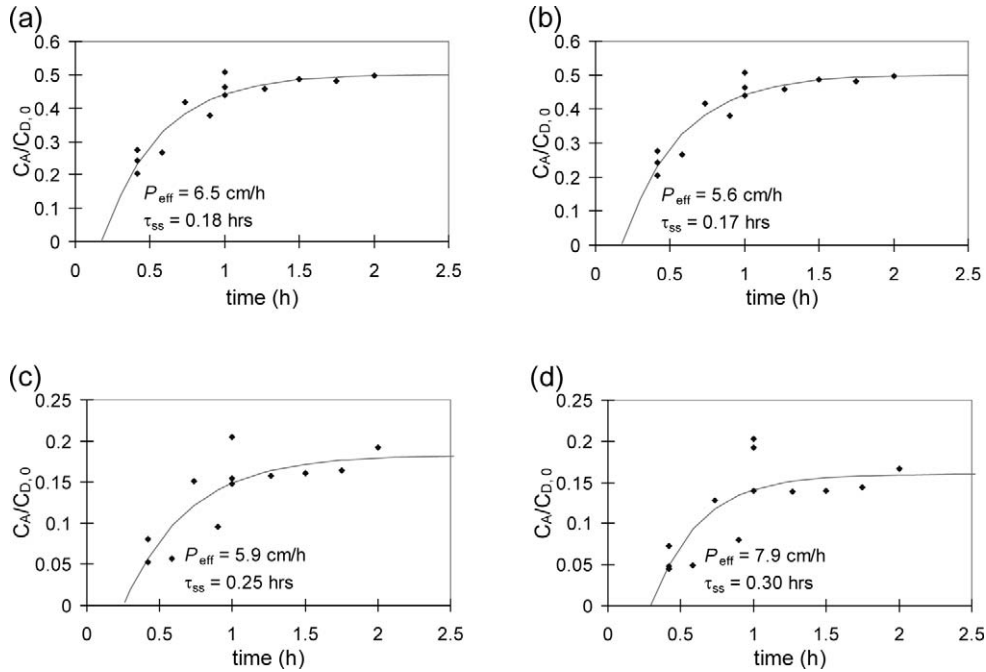 (a)
0.6
0.5
0.4
0.3
0.2
0.1
0
C_A/C_D,0
P_eff = 6.5 cm/h
τ_ss = 0.18 hrs
0 0.5 1 1.5 2 2.5
time (h)
(b)
0.6
0.5
0.4
0.3
0.2
0.1
0
C_A/C_D,0
P_eff = 5.6 cm/h
τ_ss = 0.17 hrs
0 0.5 1 1.5 2 2.5
time (h)
(c)
0.25
0.2
0.15
0.1
0.05
0
C_A/C_D,0
P_eff = 5.9 cm/h
τ_ss = 0.25 hrs
0 0.5 1 1.5 2 2.5
time (h)
(d)
0.25
0.2
0.15
0.1
0.05
0
C_A/C_D,0
P_eff = 7.9 cm/h
τ_ss = 0.30 hrs
0 0.5 1 1.5 2 2.5
time (h)